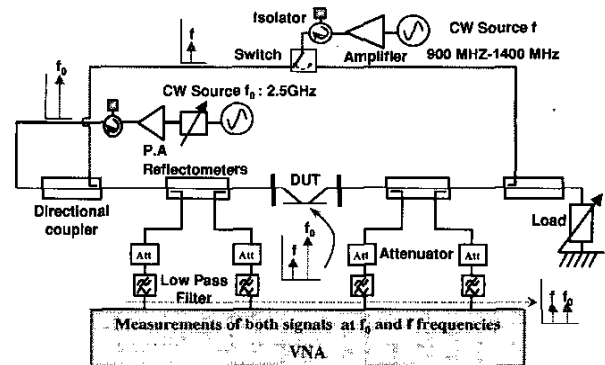 Isolator
CW Source f
f
Switch
Amplifier
900 MHZ-1400 MHz
f₀
CW Source f₀ : 2.5GHz
P.A
Reflectometers
DUT
Directional
coupler
f₀
f
Load
Att
Att
Att
Attenuator
Att
Low Pass
Filter
f f₀
Measurements of both signals at f₀ and f frequencies
VNA